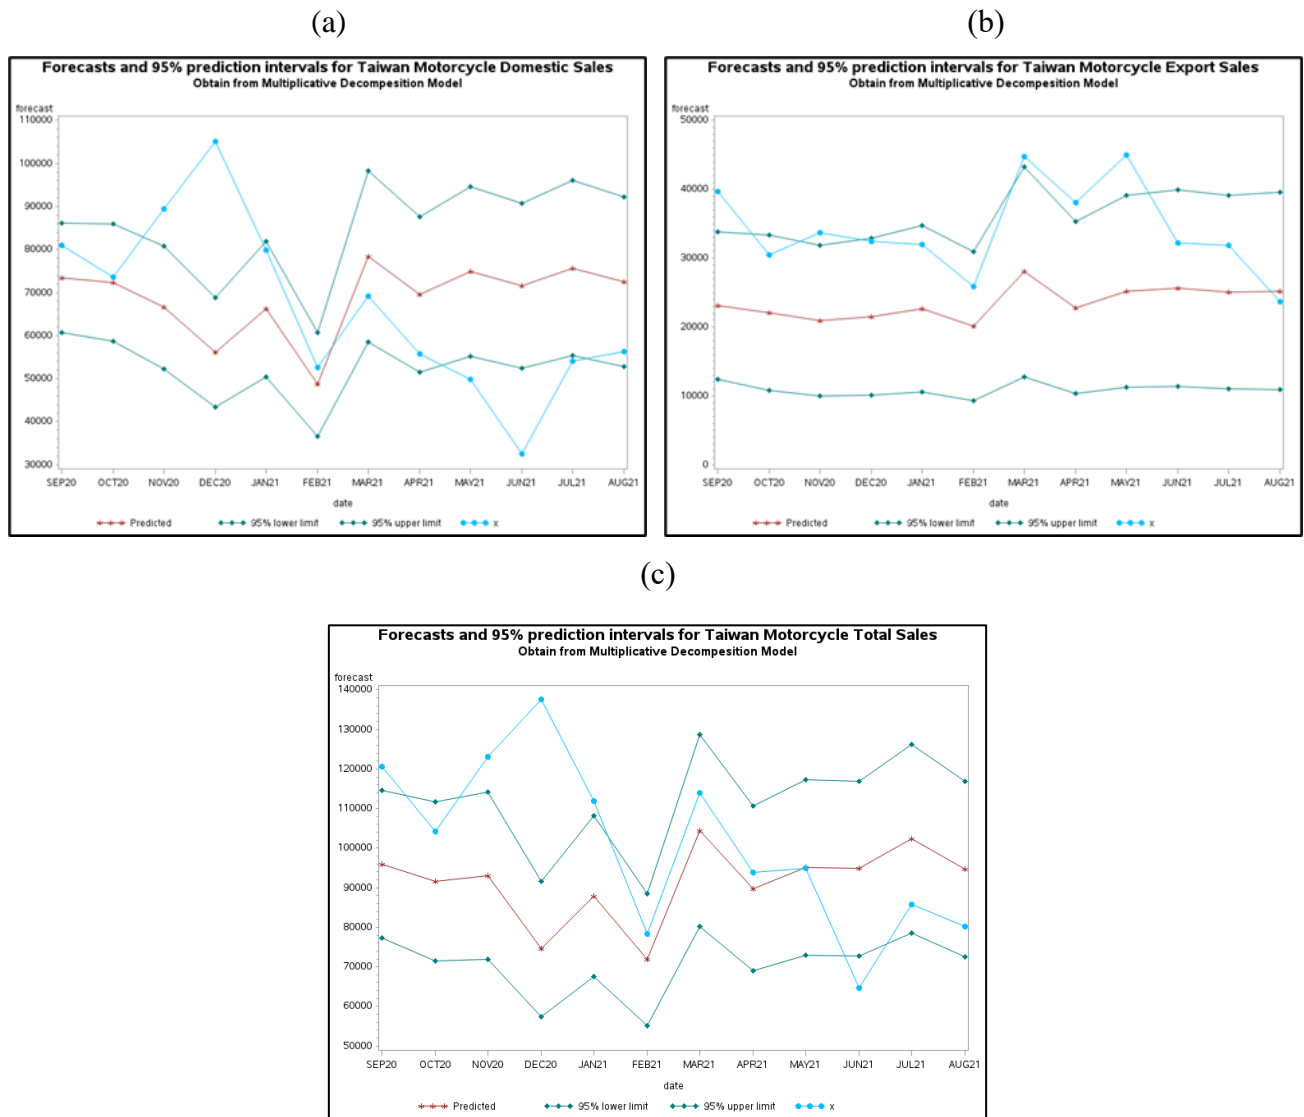 (a)
Forecasts and 95% prediction intervals for Taiwan Motorcycle Domestic Sales
Obtain from Multiplicative Decompesition Model
forecast
110000
100000
90000
80000
70000
60000
50000
40000
30000
SEP20 OCT20 NOV20 DEC20 JAN21 FEB21 MAR21 APR21 MAY21 JUN21 JUL21 AUG21
date
Predicted 95% lower limit 95% upper limit x
(b)
Forecasts and 95% prediction intervals for Taiwan Motorcycle Export Sales
Obtain from Multiplicative Decompesition Model
forecast
50000
40000
30000
20000
10000
0
SEP20 OCT20 NOV20 DEC20 JAN21 FEB21 MAR21 APR21 MAY21 JUN21 JUL21 AUG21
date
Predicted 95% lower limit 95% upper limit x
(c)
Forecasts and 95% prediction intervals for Taiwan Motorcycle Total Sales
Obtain from Multiplicative Decompesition Model
forecast
140000
130000
120000
110000
100000
90000
80000
70000
60000
50000
SEP20 OCT20 NOV20 DEC20 JAN21 FEB21 MAR21 APR21 MAY21 JUN21 JUL21 AUG21
date
Predicted 95% lower limit 95% upper limit x